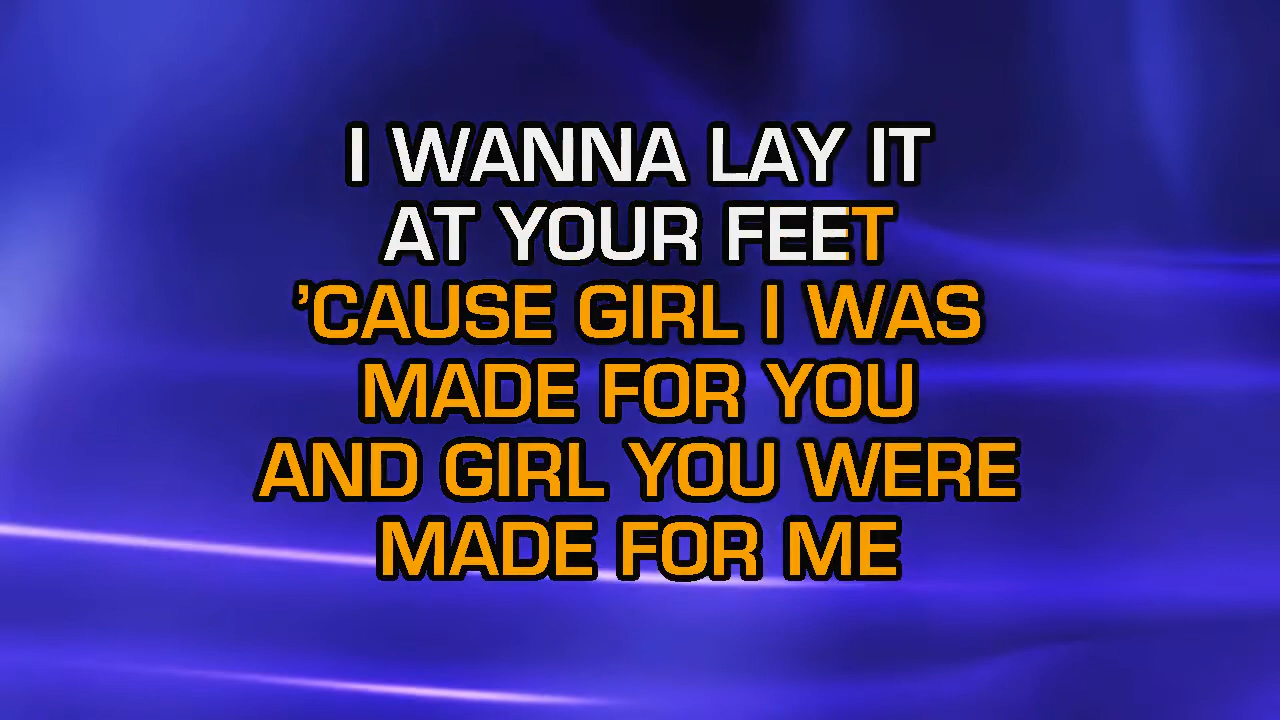 I WANNA LAY IT
AT YOUR FEET
’CAUSE GIRL I WAS
MADE FOR YOU
AND GIRL YOU WERE
MADE FOR ME